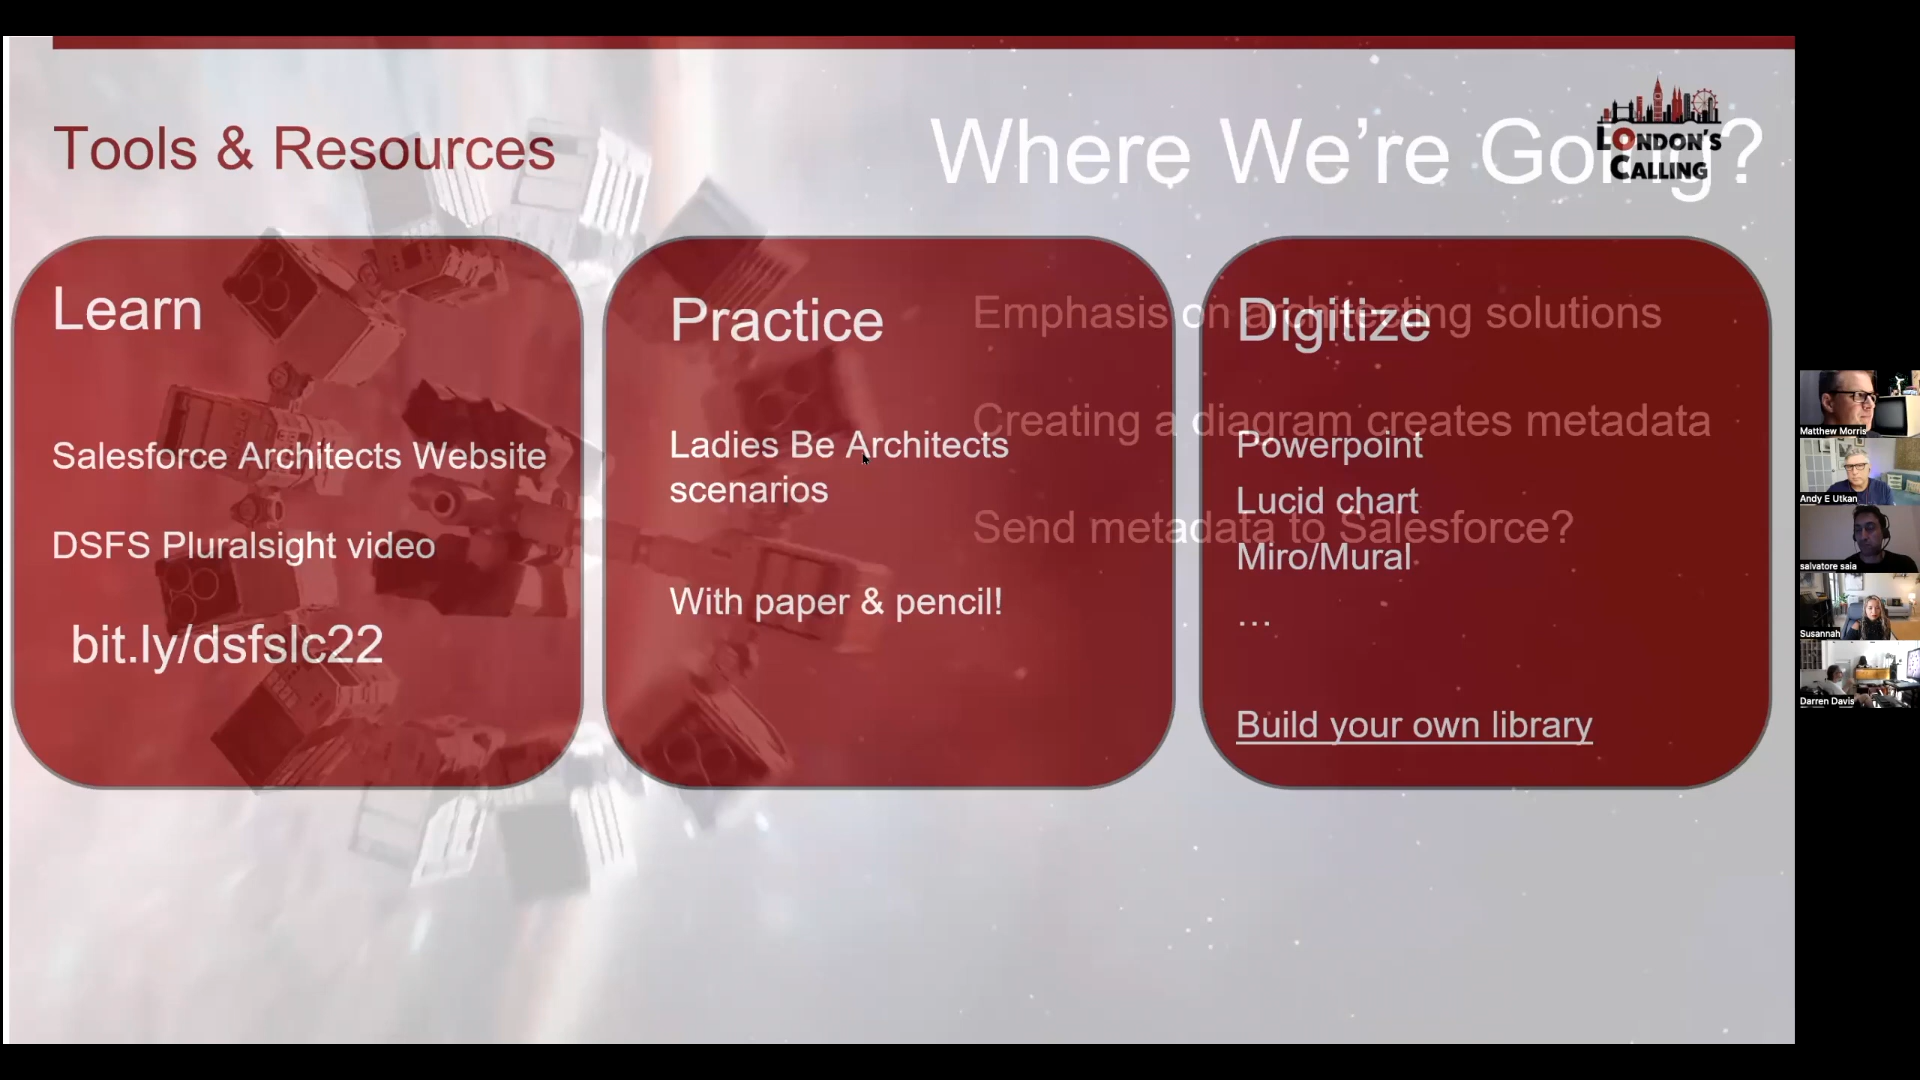 Tools & Resources
Where We're Going?
LONDON'S
CALLING
Learn
Salesforce Architects Website
DSFS Pluralsight video
bit.ly/dsfslc22
Practice
Ladies Be Architects
scenarios
With paper & pencil!
Digitize
Powerpoint
Lucid chart
Miro/Mural
...
Build your own library
Emphasis on architecting solutions
Creating a diagram creates metadata
Send metadata to Salesforce?
Matthew Morris
Andy E Utkan
salvatore saia
Susannah
Darren Davis